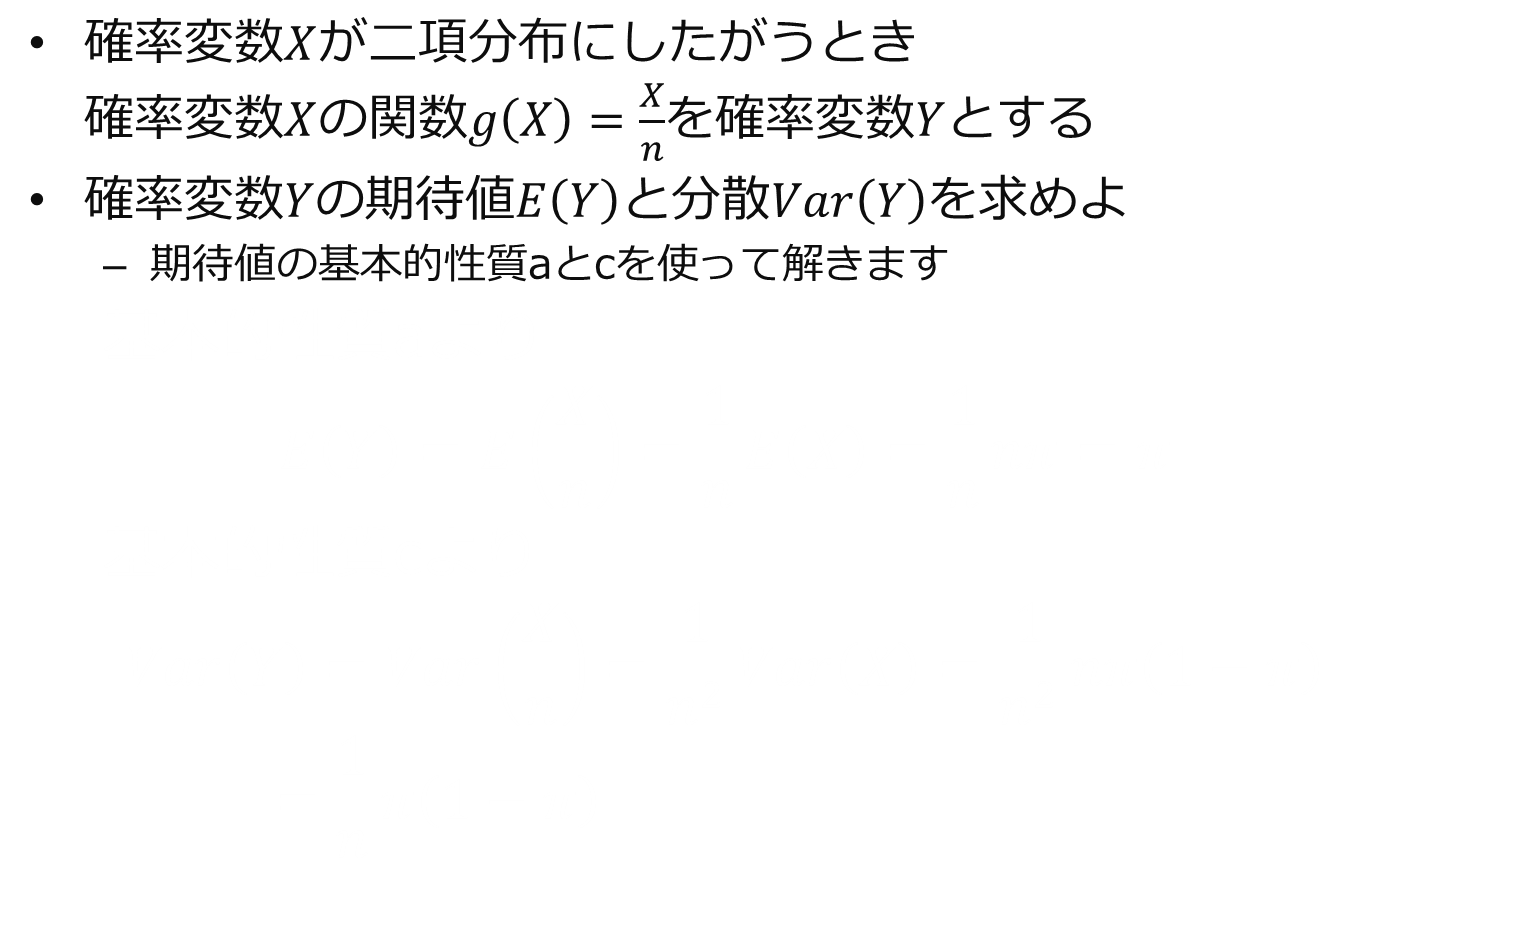 • 確率変数𝑋が二項分布にしたがうとき
確率変数𝑋の関数𝑔(𝑋) = 𝑋/𝑛を確率変数𝑌とする
• 確率変数𝑌の期待値𝐸(𝑌)と分散𝑉𝑎𝑟(𝑌)を求めよ
– 期待値の基本的性質aとcを使って解きます